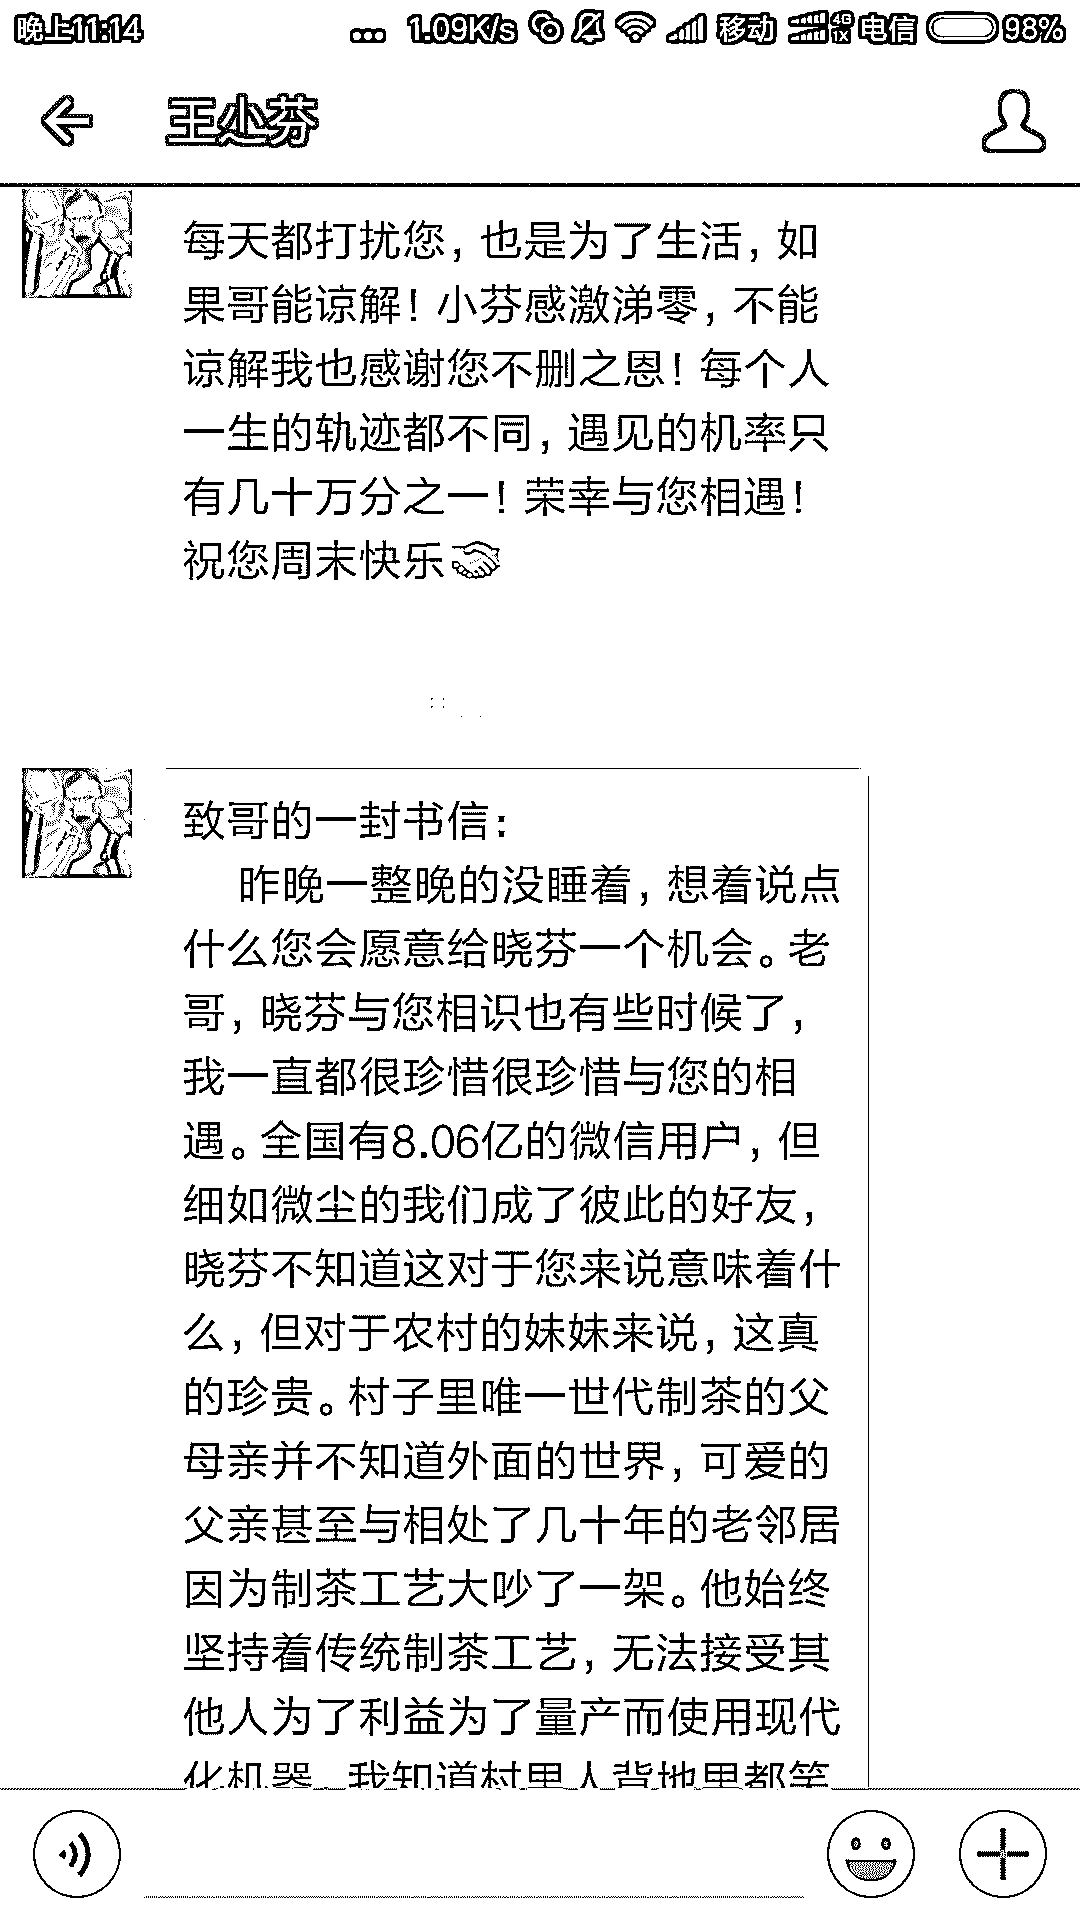 晚上11:14 ... 1.09K/s 移动 4G 1X 电信 98%
王小芬
每天都打扰您，也是为了生活，如
果哥能谅解！小芬感激涕零，不能
谅解我也感谢您不删之恩！每个人
一生的轨迹都不同，遇见的机率只
有几十万分之一！荣幸与您相遇！
祝您周末快乐🤝
致哥的一封书信：
昨晚一整晚的没睡着，想着说点
什么您会愿意给晓芬一个机会。老
哥，晓芬与您相识也有些时候了，
我一直都很珍惜很珍惜与您的相
遇。全国有8.06亿的微信用户，但
细如微尘的我们成了彼此的好友，
晓芬不知道这对于您来说意味着什
么，但对于农村的妹妹来说，这真
的珍贵。村子里唯一世代制茶的父
母亲并不知道外面的世界，可爱的
父亲甚至与相处了几十年的老邻居
因为制茶工艺大吵了一架。他始终
坚持着传统制茶工艺，无法接受其
他人为了利益为了量产而使用现代
化机器。我知道村里人背地里都笑